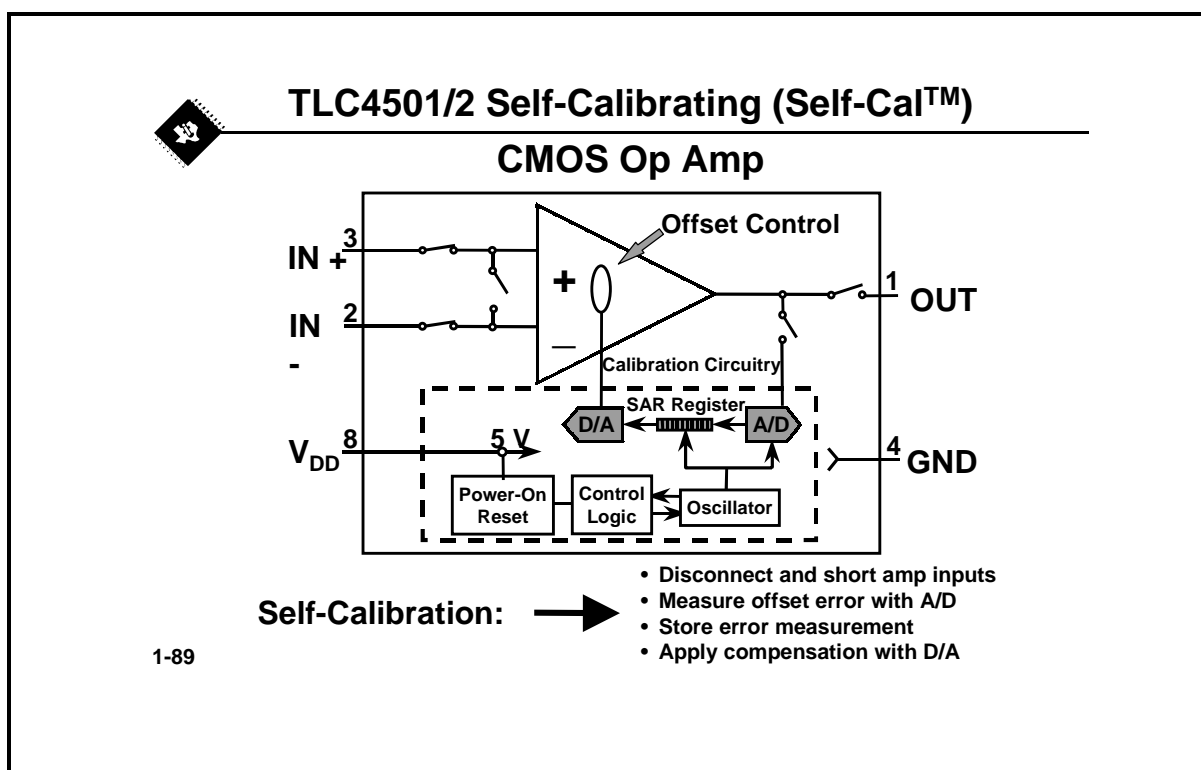 TLC4501/2 Self-Calibrating (Self-Cal™)
CMOS Op Amp
Offset Control
3
IN +
+
1
OUT
2
IN
-
_
Calibration Circuitry
SAR Register
D/A
A/D
8
VDD
5 V
4
GND
Power-On
Reset
Control
Logic
Oscillator
Self-Calibration:
• Disconnect and short amp inputs
• Measure offset error with A/D
• Store error measurement
• Apply compensation with D/A
1-89